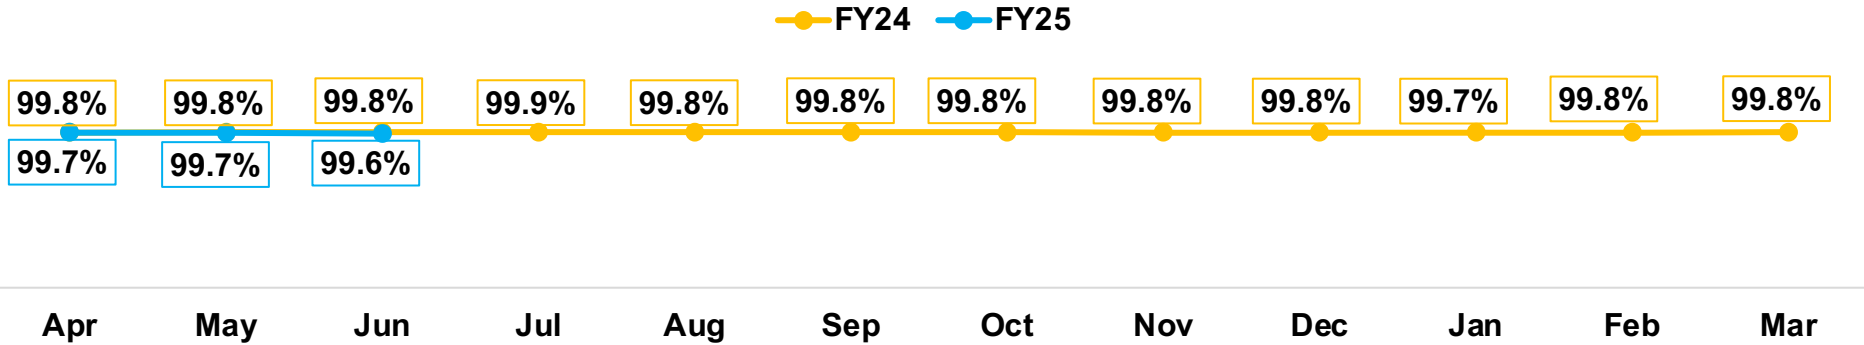 FY24 FY25
99.8% 99.8% 99.8% 99.9% 99.8% 99.8% 99.8% 99.8% 99.8% 99.7% 99.8% 99.8%
99.7% 99.7% 99.6%
Apr May Jun Jul Aug Sep Oct Nov Dec Jan Feb Mar